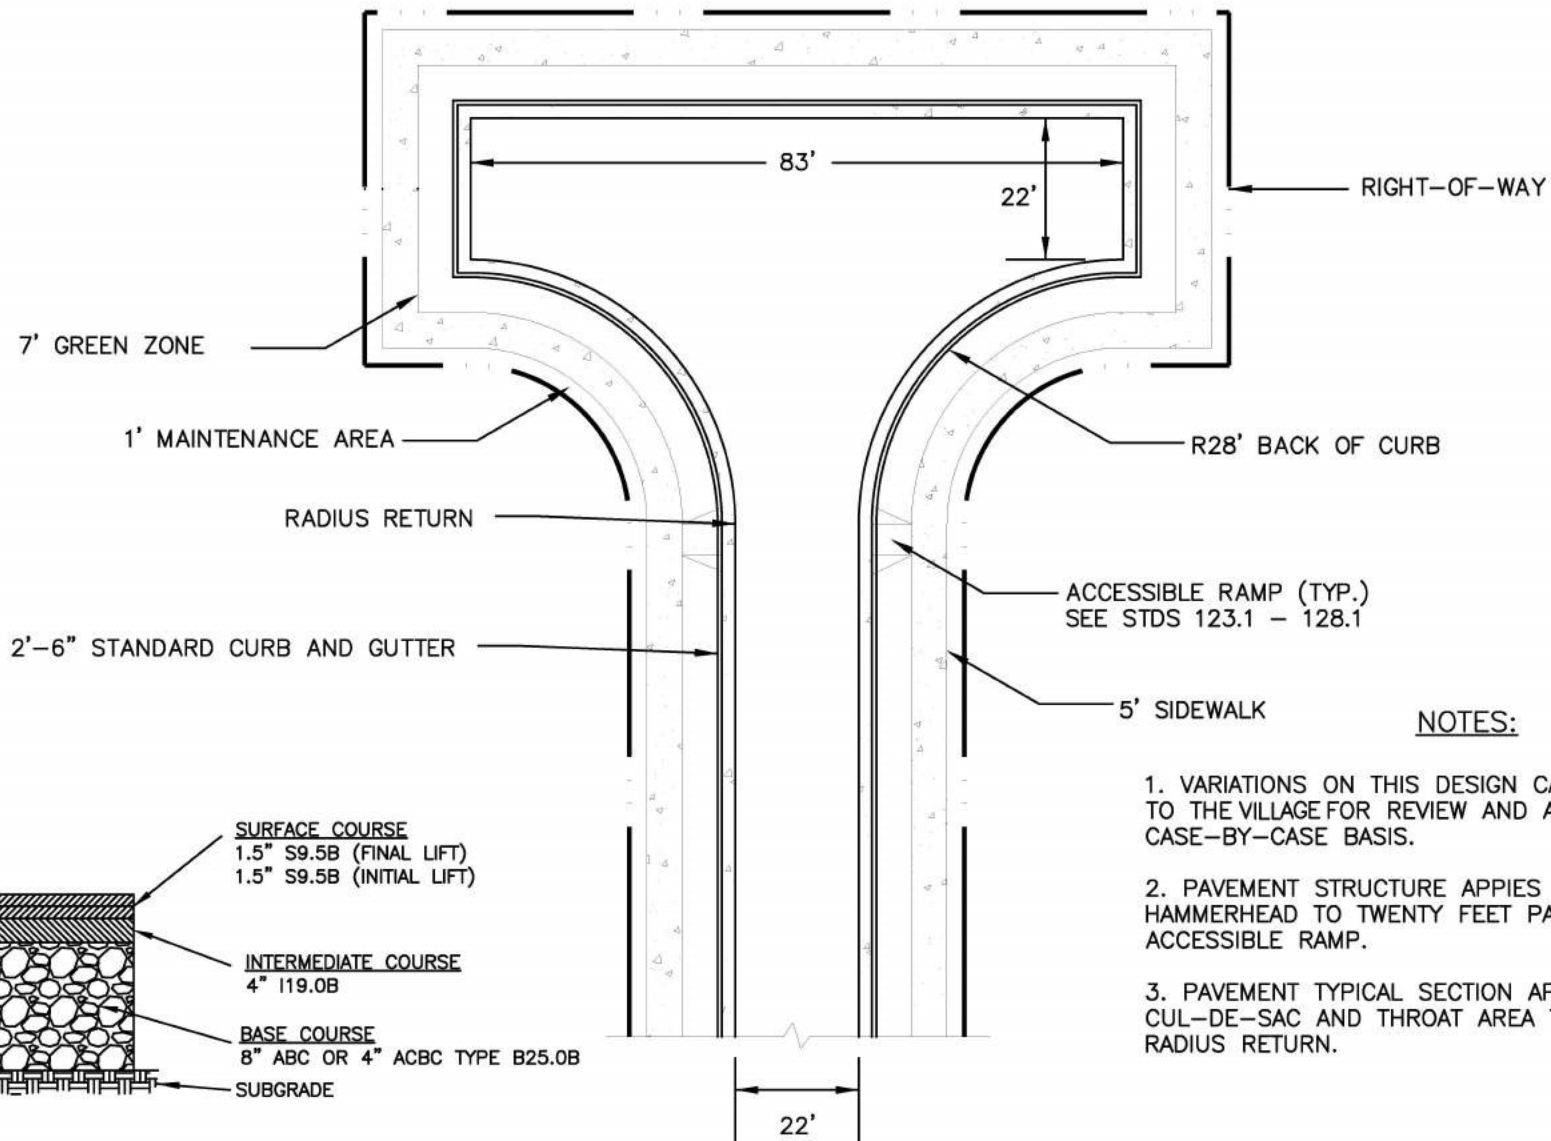 83'
22'
RIGHT-OF-WAY
7' GREEN ZONE
1' MAINTENANCE AREA
R28' BACK OF CURB
RADIUS RETURN
ACCESSIBLE RAMP (TYP.)
SEE STDS 123.1 - 128.1
2'-6" STANDARD CURB AND GUTTER
5' SIDEWALK
NOTES:
1. VARIATIONS ON THIS DESIGN
TO THE VILLAGE FOR REVIEW AND
CASE-BY-CASE BASIS.
2. PAVEMENT STRUCTURE APPIES
HAMMERHEAD TO TWENTY FEET
ACCESSIBLE RAMP.
3. PAVEMENT TYPICAL SECTION
CUL-DE-SAC AND THROAT AREA
RADIUS RETURN.
SURFACE COURSE
1.5" S9.5B (FINAL LIFT)
1.5" S9.5B (INITIAL LIFT)
INTERMEDIATE COURSE
4" I19.0B
BASE COURSE
8" ABC OR 4" ACBC TYPE B25.0B
SUBGRADE
22'